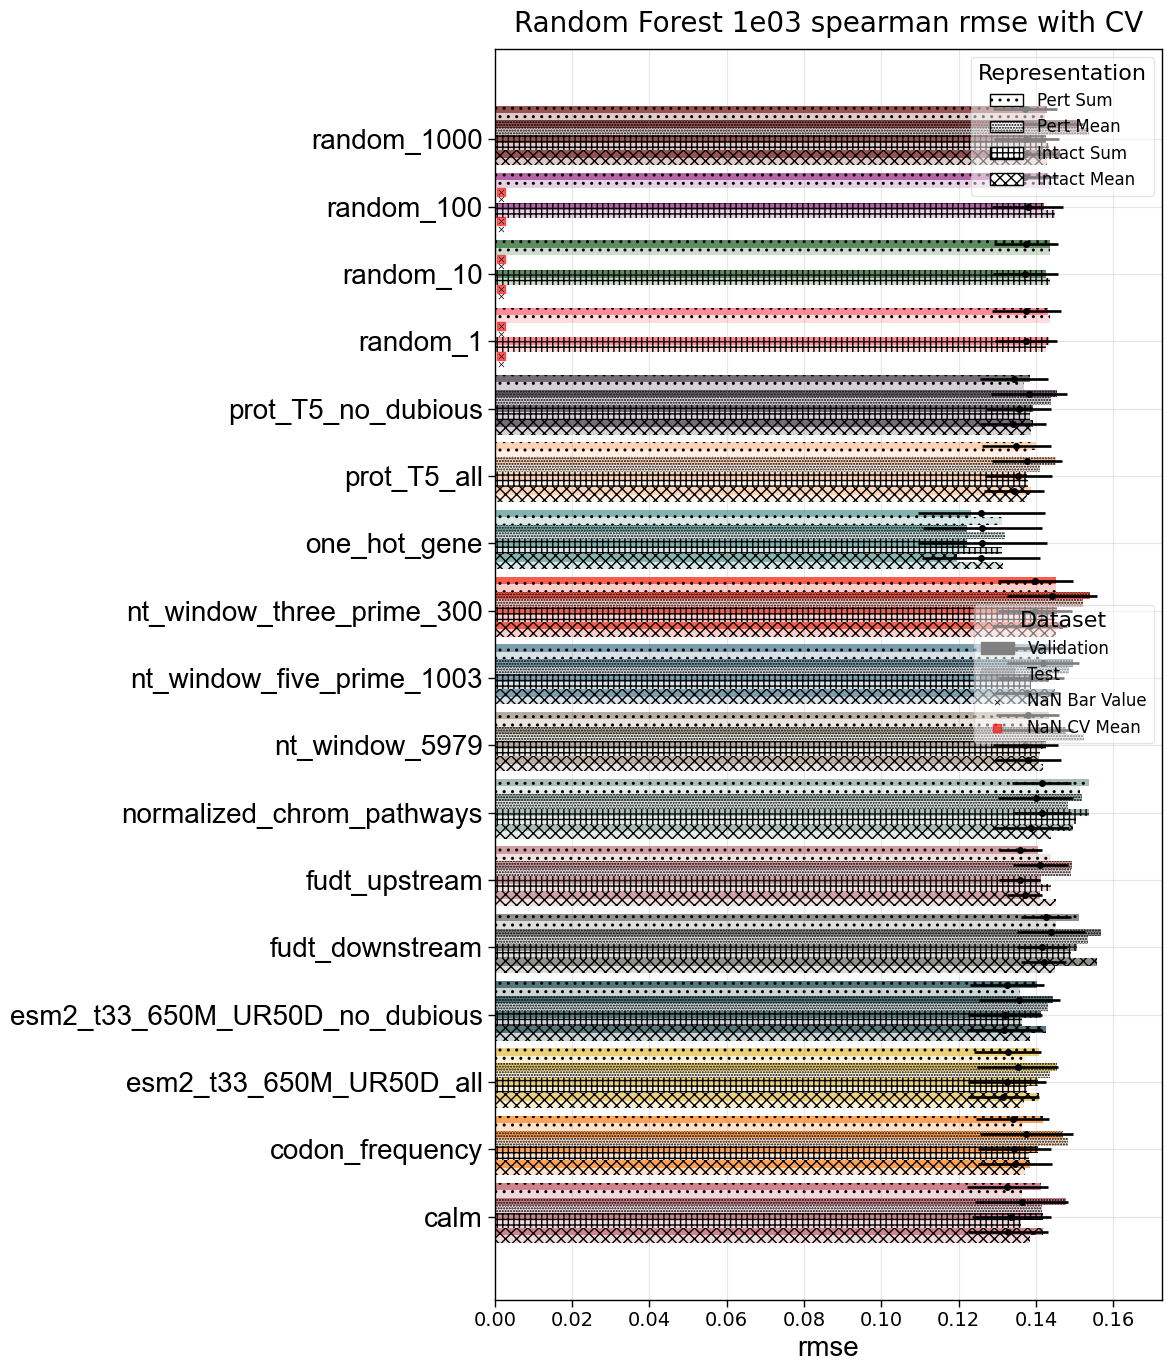 Random Forest 1e03 spearman rmse with CV
Representation
Pert Sum
Pert Mean
Intact Sum
Intact Mean
random_1000
random_100
random_10
random_1
prot_T5_no_dubious
prot_T5_all
one_hot_gene
nt_window_three_prime_300
Dataset
Validation
Test
NaN Bar Value
NaN CV Mean
nt_window_five_prime_1003
nt_window_5979
normalized_chrom_pathways
fudt_upstream
fudt_downstream
esm2_t33_650M_UR50D_no_dubious
esm2_t33_650M_UR50D_all
codon_frequency
calm
0.00 0.02 0.04 0.06 0.08 0.10 0.12 0.14 0.16
rmse